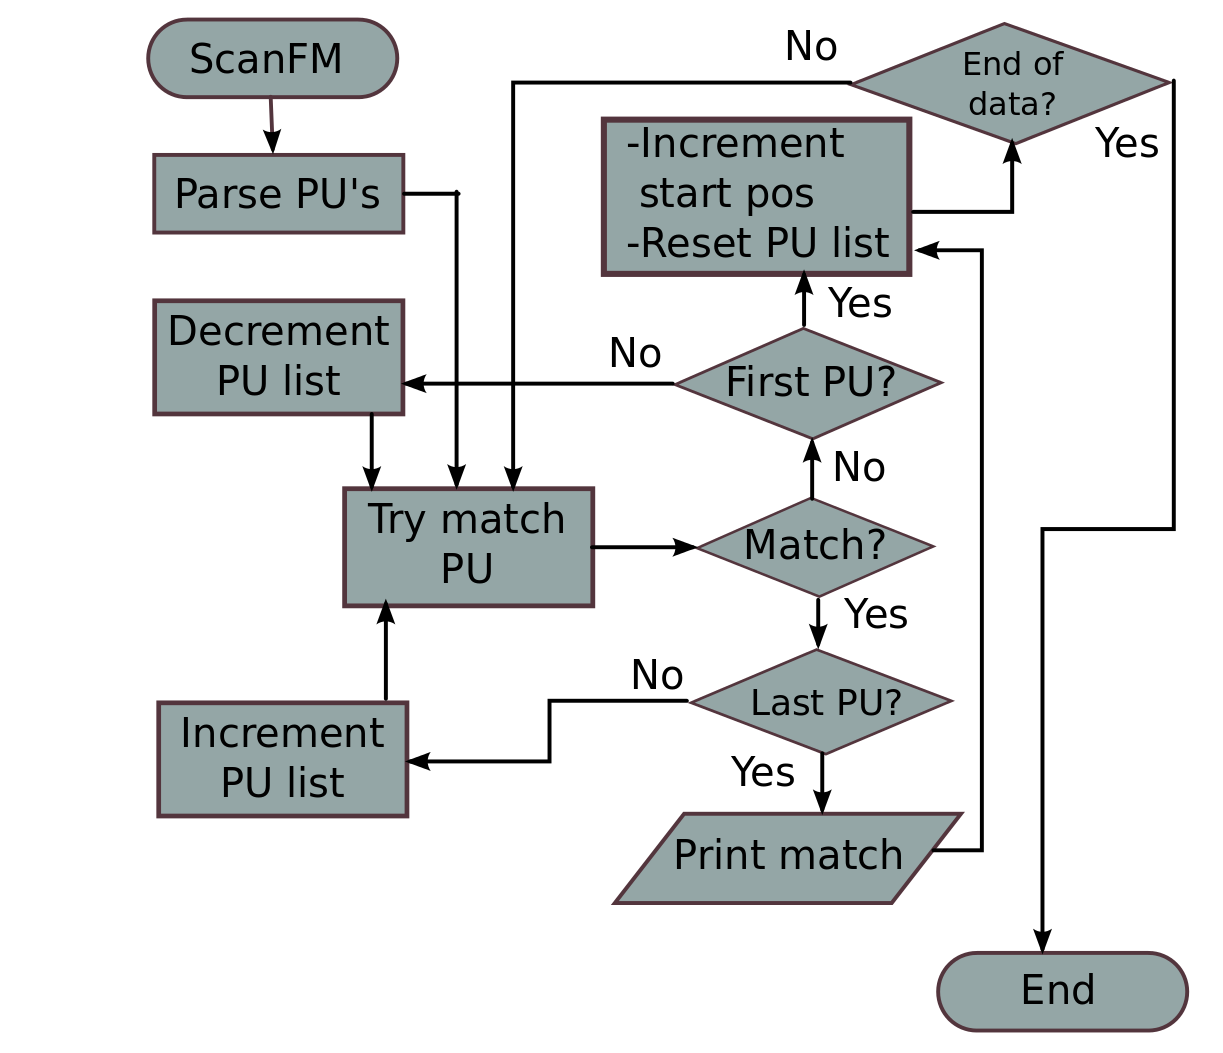 ScanFM
No
End of
data?
Yes
-Increment
start pos
-Reset PU list
Parse PU's
Yes
Decrement
PU list
No
First PU?
No
Try match
PU
Match?
Yes
No
Last PU?
Increment
PU list
Yes
Print match
End